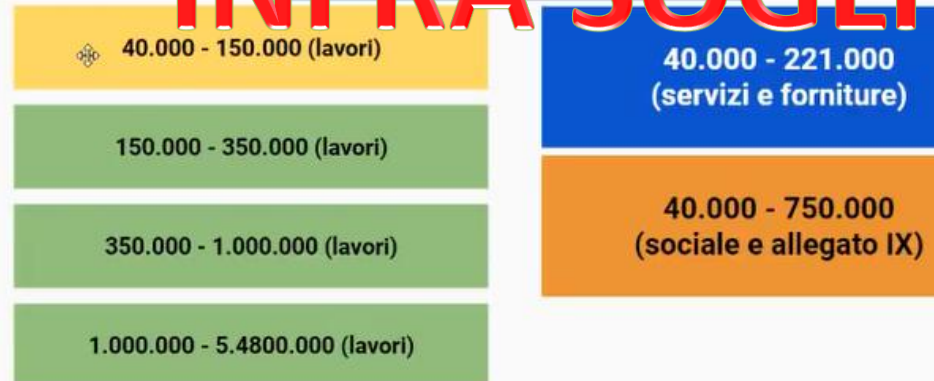 INFRA SOGLI
40.000 - 150.000 (lavori)
150.000 - 350.000 (lavori)
350.000 - 1.000.000 (lavori)
1.000.000 - 5.4800.000 (lavori)
40.000 - 221.000
(servizi e forniture)
40.000 - 750.000
(sociale e allegato IX)